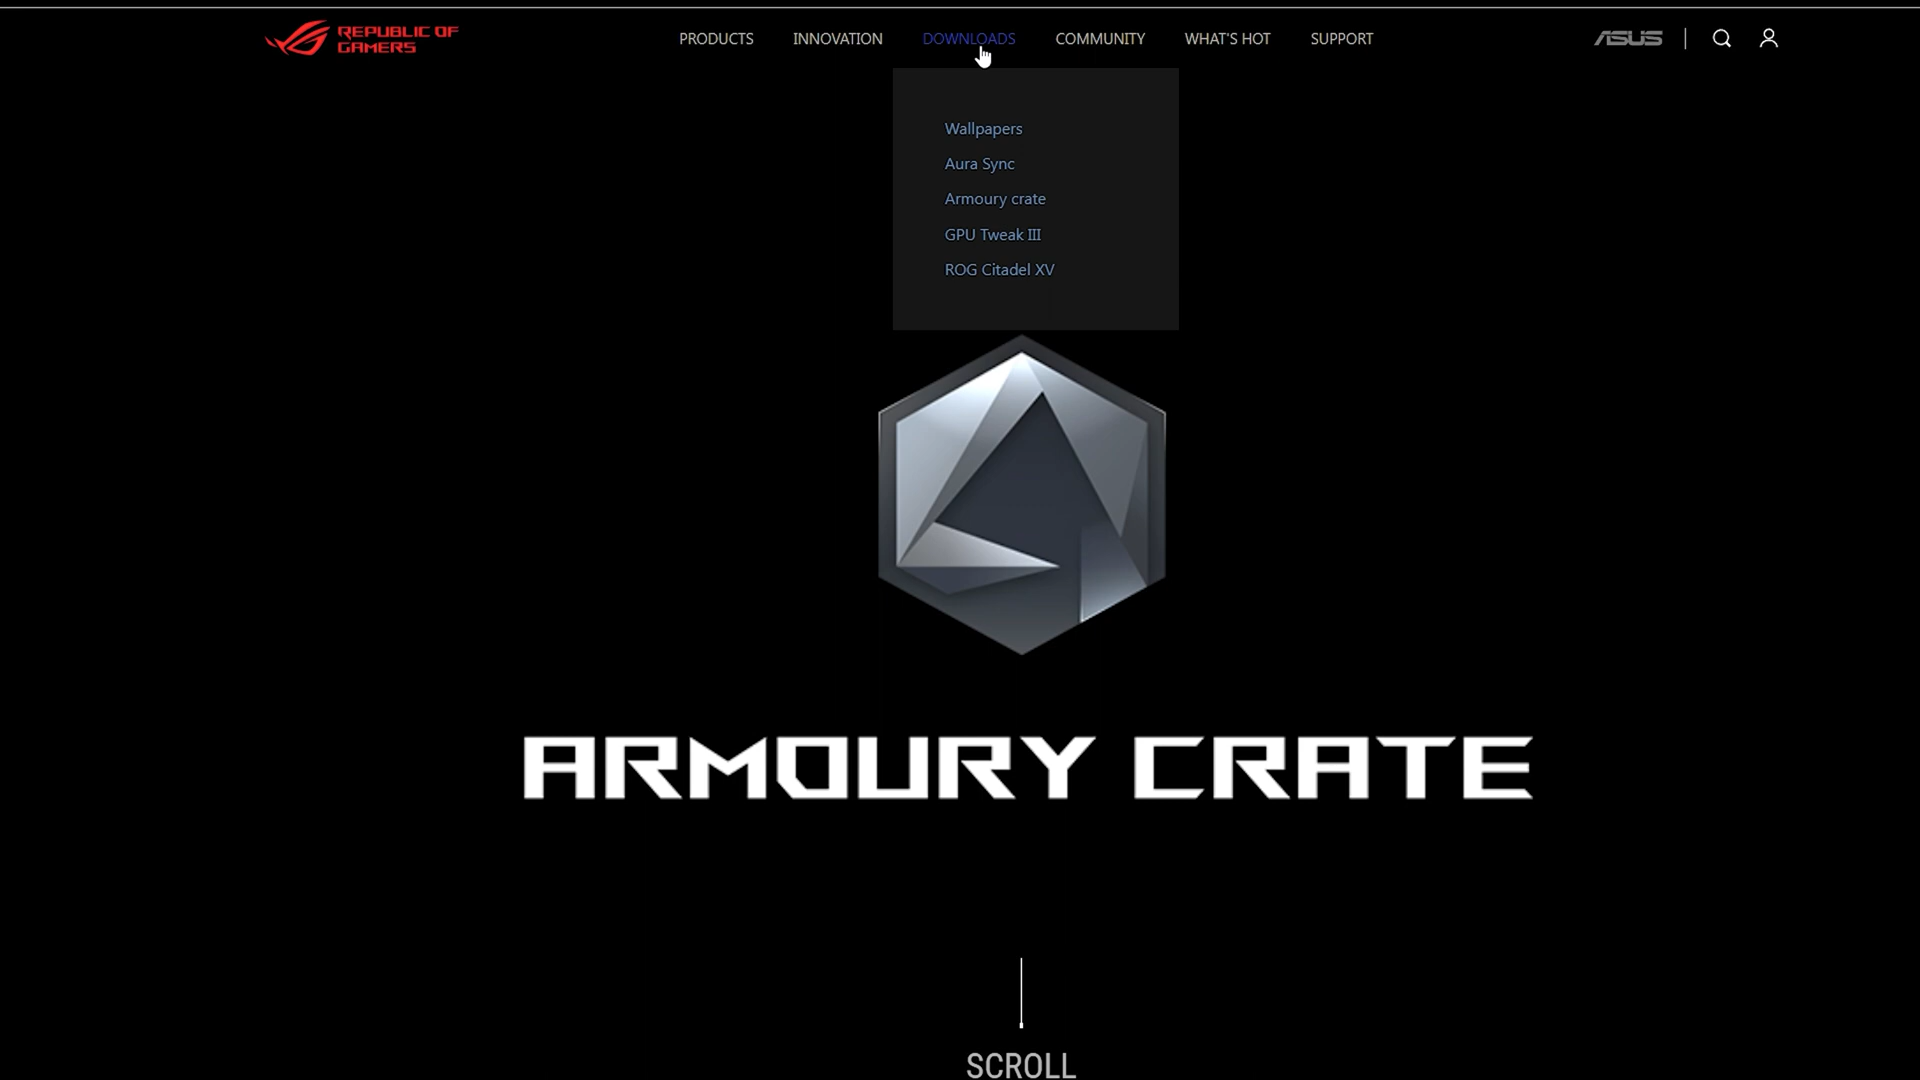 REPUBLIC OF
GAMERS
PRODUCTS INNOVATION DOWNLOADS COMMUNITY WHAT'S HOT SUPPORT
ASUS
Wallpapers
Aura Sync
Armoury crate
GPU Tweak III
ROG Citadel XV
ARMOURY CRATE
SCROLL